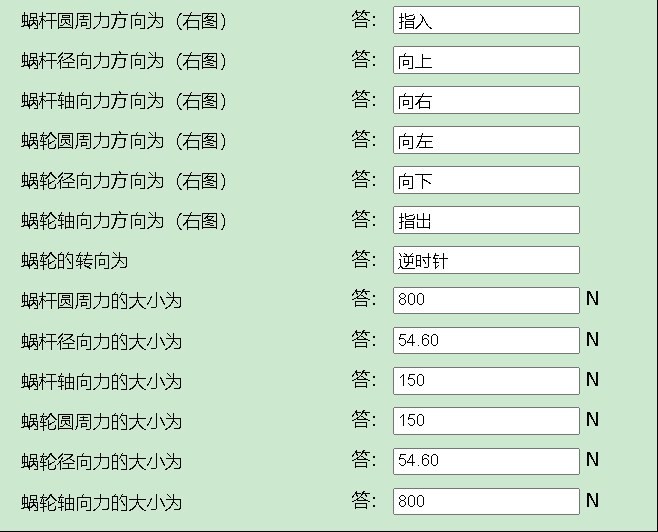 蜗杆圆周力方向为（右图） 答： 指入
蜗杆径向力方向为（右图） 答： 向上
蜗杆轴向力方向为（右图） 答： 向右
蜗轮圆周力方向为（右图） 答： 向左
蜗轮径向力方向为（右图） 答： 向下
蜗轮轴向力方向为（右图） 答： 指出
蜗轮的转向为 答： 逆时针
蜗杆圆周力的大小为 答： 800 N
蜗杆径向力的大小为 答： 54.60 N
蜗杆轴向力的大小为 答： 150 N
蜗轮圆周力的大小为 答： 150 N
蜗轮径向力的大小为 答： 54.60 N
蜗轮轴向力的大小为 答： 800 N